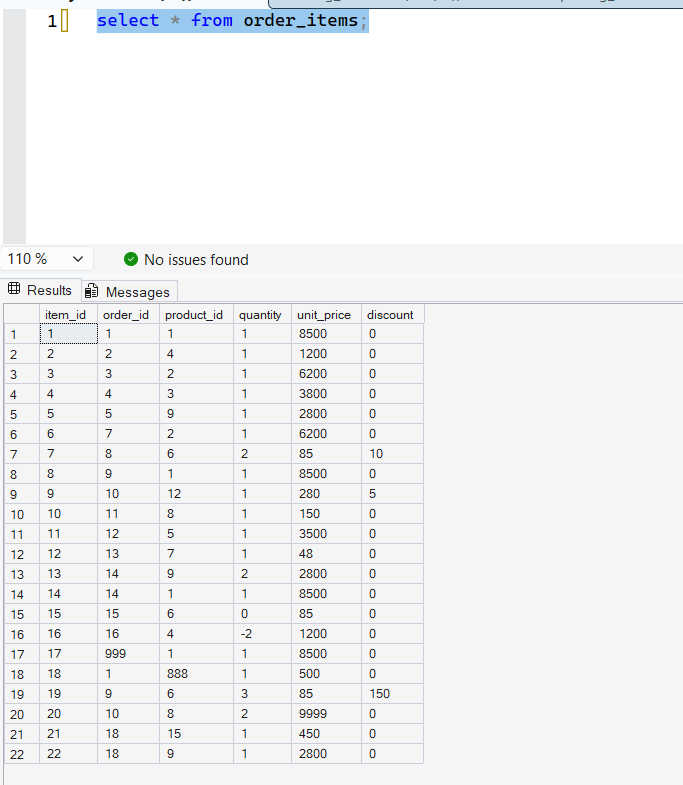 1 select * from order_items;
110 %
No issues found
Results Messages
item_id order_id product_id quantity unit_price discount
1 1 1 1 1 8500 0
2 2 2 4 1 1200 0
3 3 3 2 1 6200 0
4 4 4 3 1 3800 0
5 5 5 9 1 2800 0
6 6 7 2 1 6200 0
7 7 8 6 2 85 10
8 8 9 1 1 8500 0
9 9 10 12 1 280 5
10 10 11 8 1 150 0
11 11 12 5 1 3500 0
12 12 13 7 1 48 0
13 13 14 9 2 2800 0
14 14 14 1 1 8500 0
15 15 15 6 0 85 0
16 16 16 4 -2 1200 0
17 17 999 1 1 8500 0
18 18 1 888 1 500 0
19 19 9 6 3 85 150
20 20 10 8 2 9999 0
21 21 18 15 1 450 0
22 22 18 9 1 2800 0